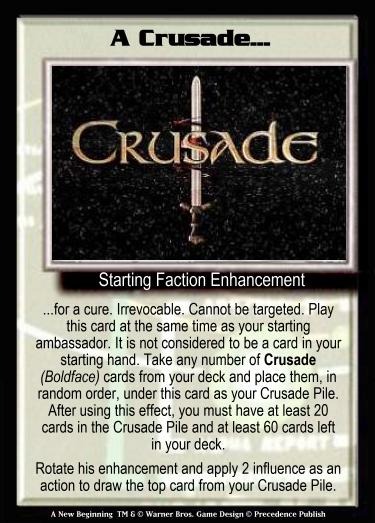 A Crusade...
CRUSADE
Starting Faction Enhancement
...for a cure. Irrevocable. Cannot be targeted. Play
this card at the same time as your starting
ambassador. It is not considered to be a card in your
starting hand. Take any number of Crusade
(Boldface) cards from your deck and place them, in
random order, under this card as your Crusade Pile.
After using this effect, you must have at least 20
cards in the Crusade Pile and at least 60 cards left
in your deck.
Rotate his enhancement and apply 2 influence as an
action to draw the top card from your Crusade Pile.
A New Beginning TM & © Warner Bros. Game Design © Precedence Publish